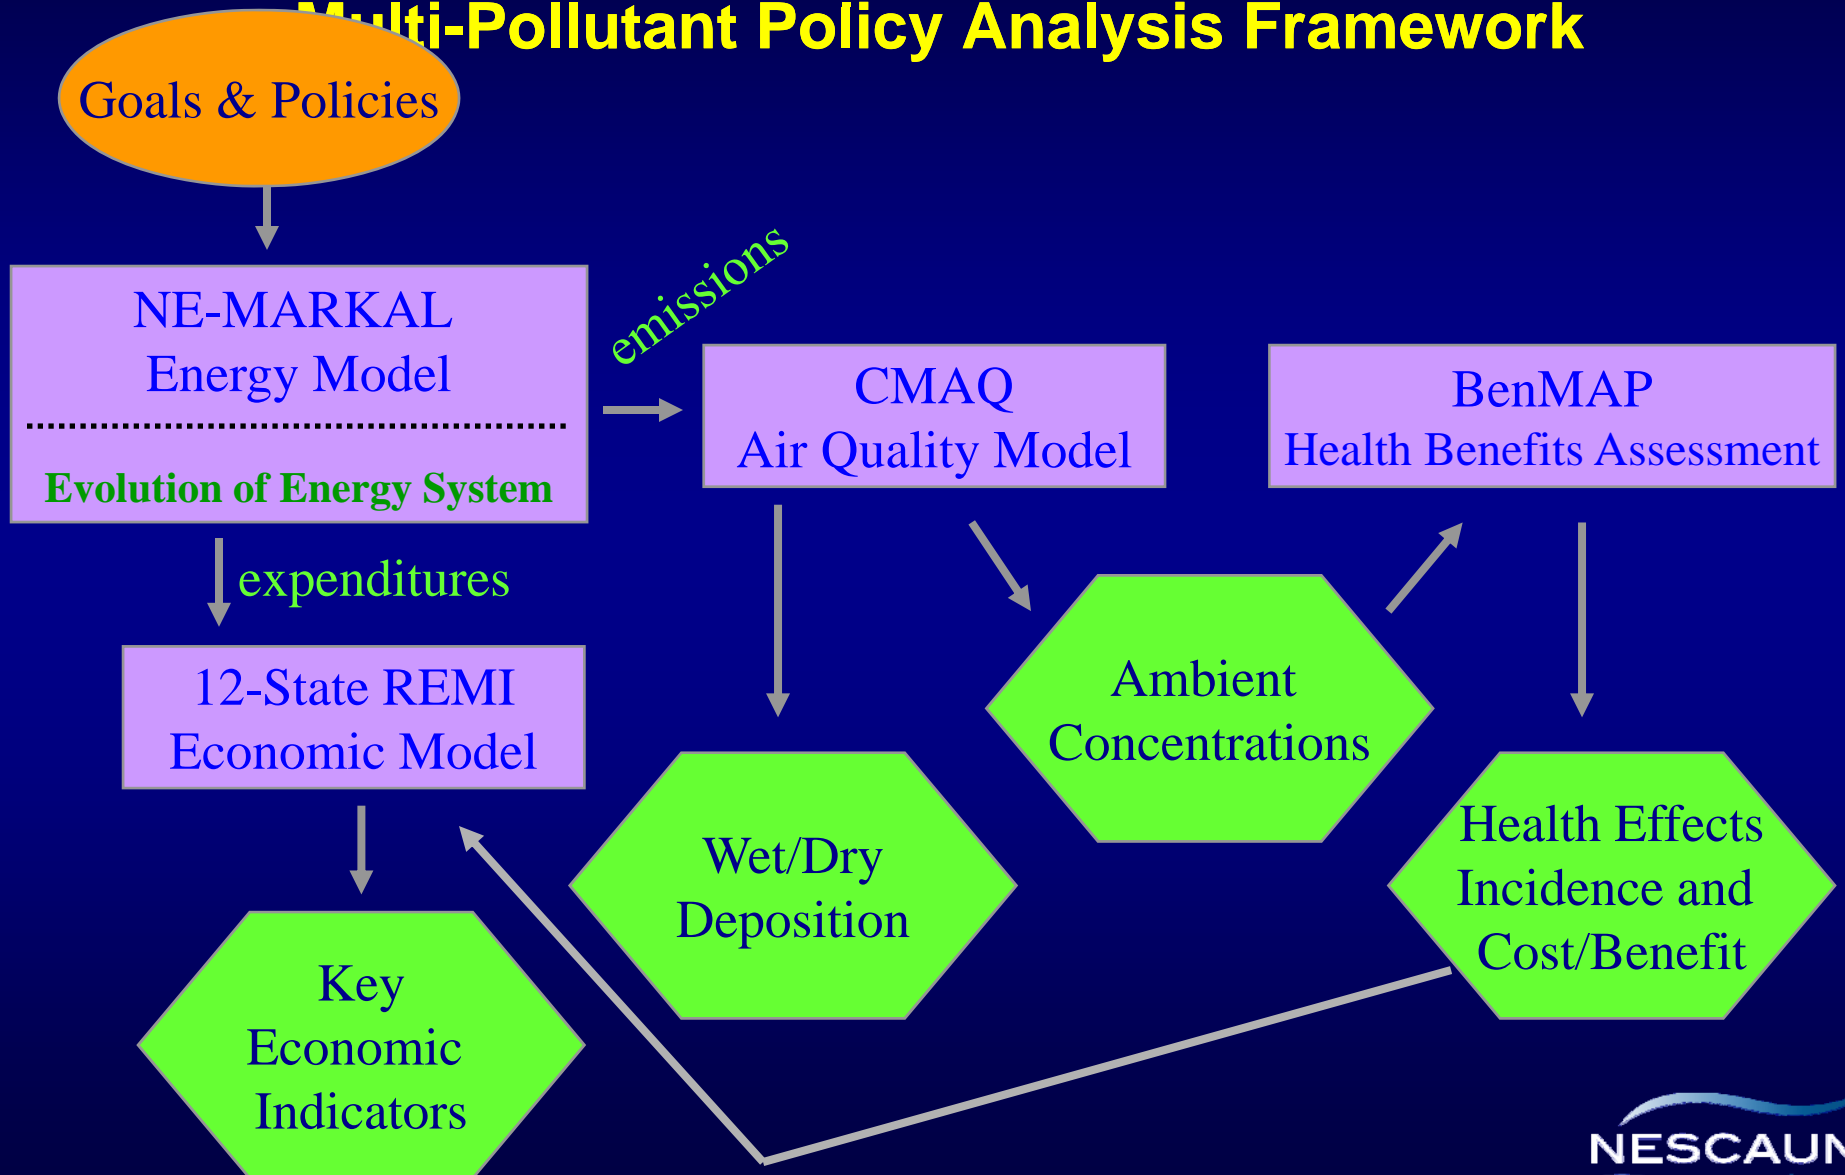 Multi-Pollutant Policy Analysis Framework
Goals & Policies
NE-MARKAL
Energy Model
Evolution of Energy System
emissions
CMAQ
Air Quality Model
BenMAP
Health Benefits Assessment
expenditures
12-State REMI
Economic Model
Ambient
Concentrations
Wet/Dry
Deposition
Health Effects
Incidence and
Cost/Benefit
Key
Economic
Indicators
NESCAUM